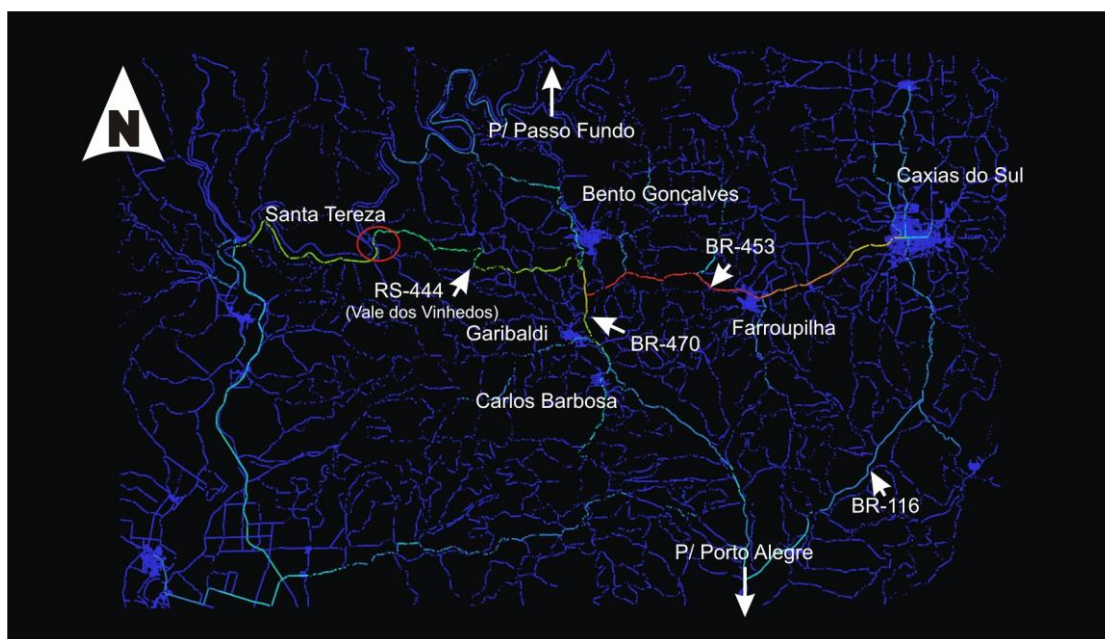 N
P/ Passo Fundo
Caxias do Sul
Bento Gonçalves
Santa Tereza
BR-453
RS-444
(Vale dos Vinhedos)
Farroupilha
Garibaldi
BR-470
Carlos Barbosa
BR-116
P/ Porto Alegre